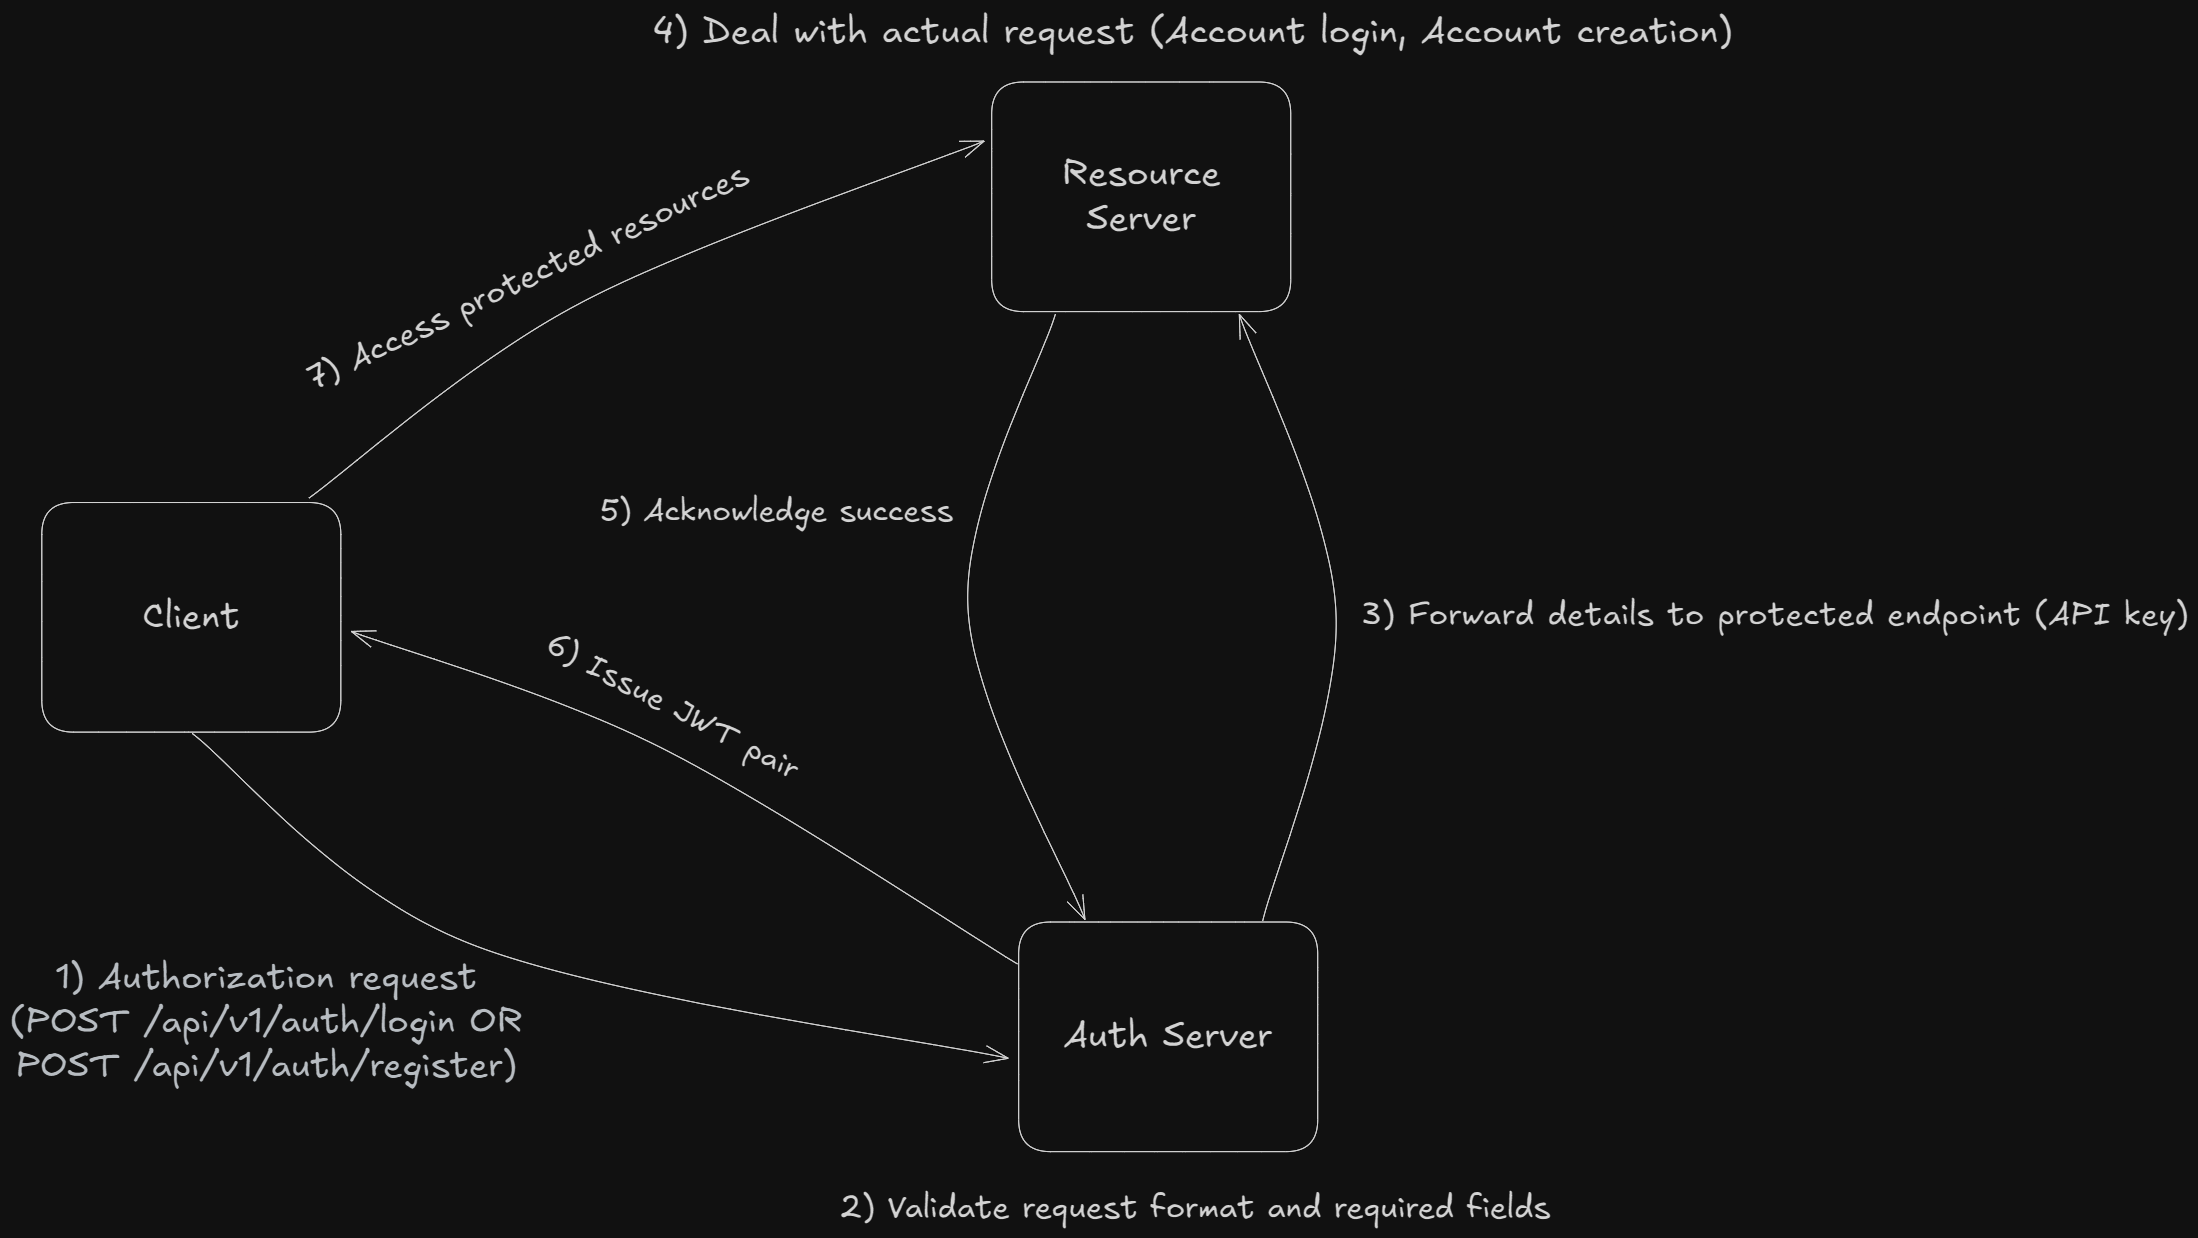 4) Deal with actual request (Account login, Account creation)
Resource
Server
7) Access protected resources
5) Acknowledge success
Client
3) Forward details to protected endpoint (API key)
6) Issue JWT pair
1) Authorization request
(POST /api/v1/auth/login OR
POST /api/v1/auth/register)
Auth Server
2) Validate request format and required fields